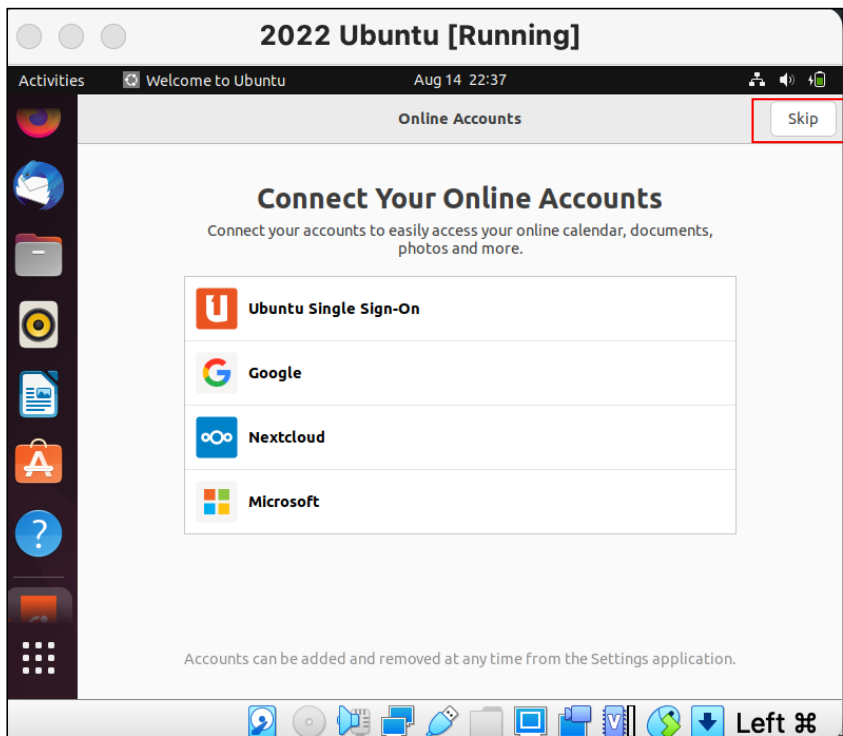 2022 Ubuntu [Running]
Activities Welcome to Ubuntu Aug 14 22:37
Online Accounts Skip
Connect Your Online Accounts
Connect your accounts to easily access your online calendar, documents,
photos and more.
Ubuntu Single Sign-On
Google
Nextcloud
Microsoft
Accounts can be added and removed at any time from the Settings application.
Left ⌘